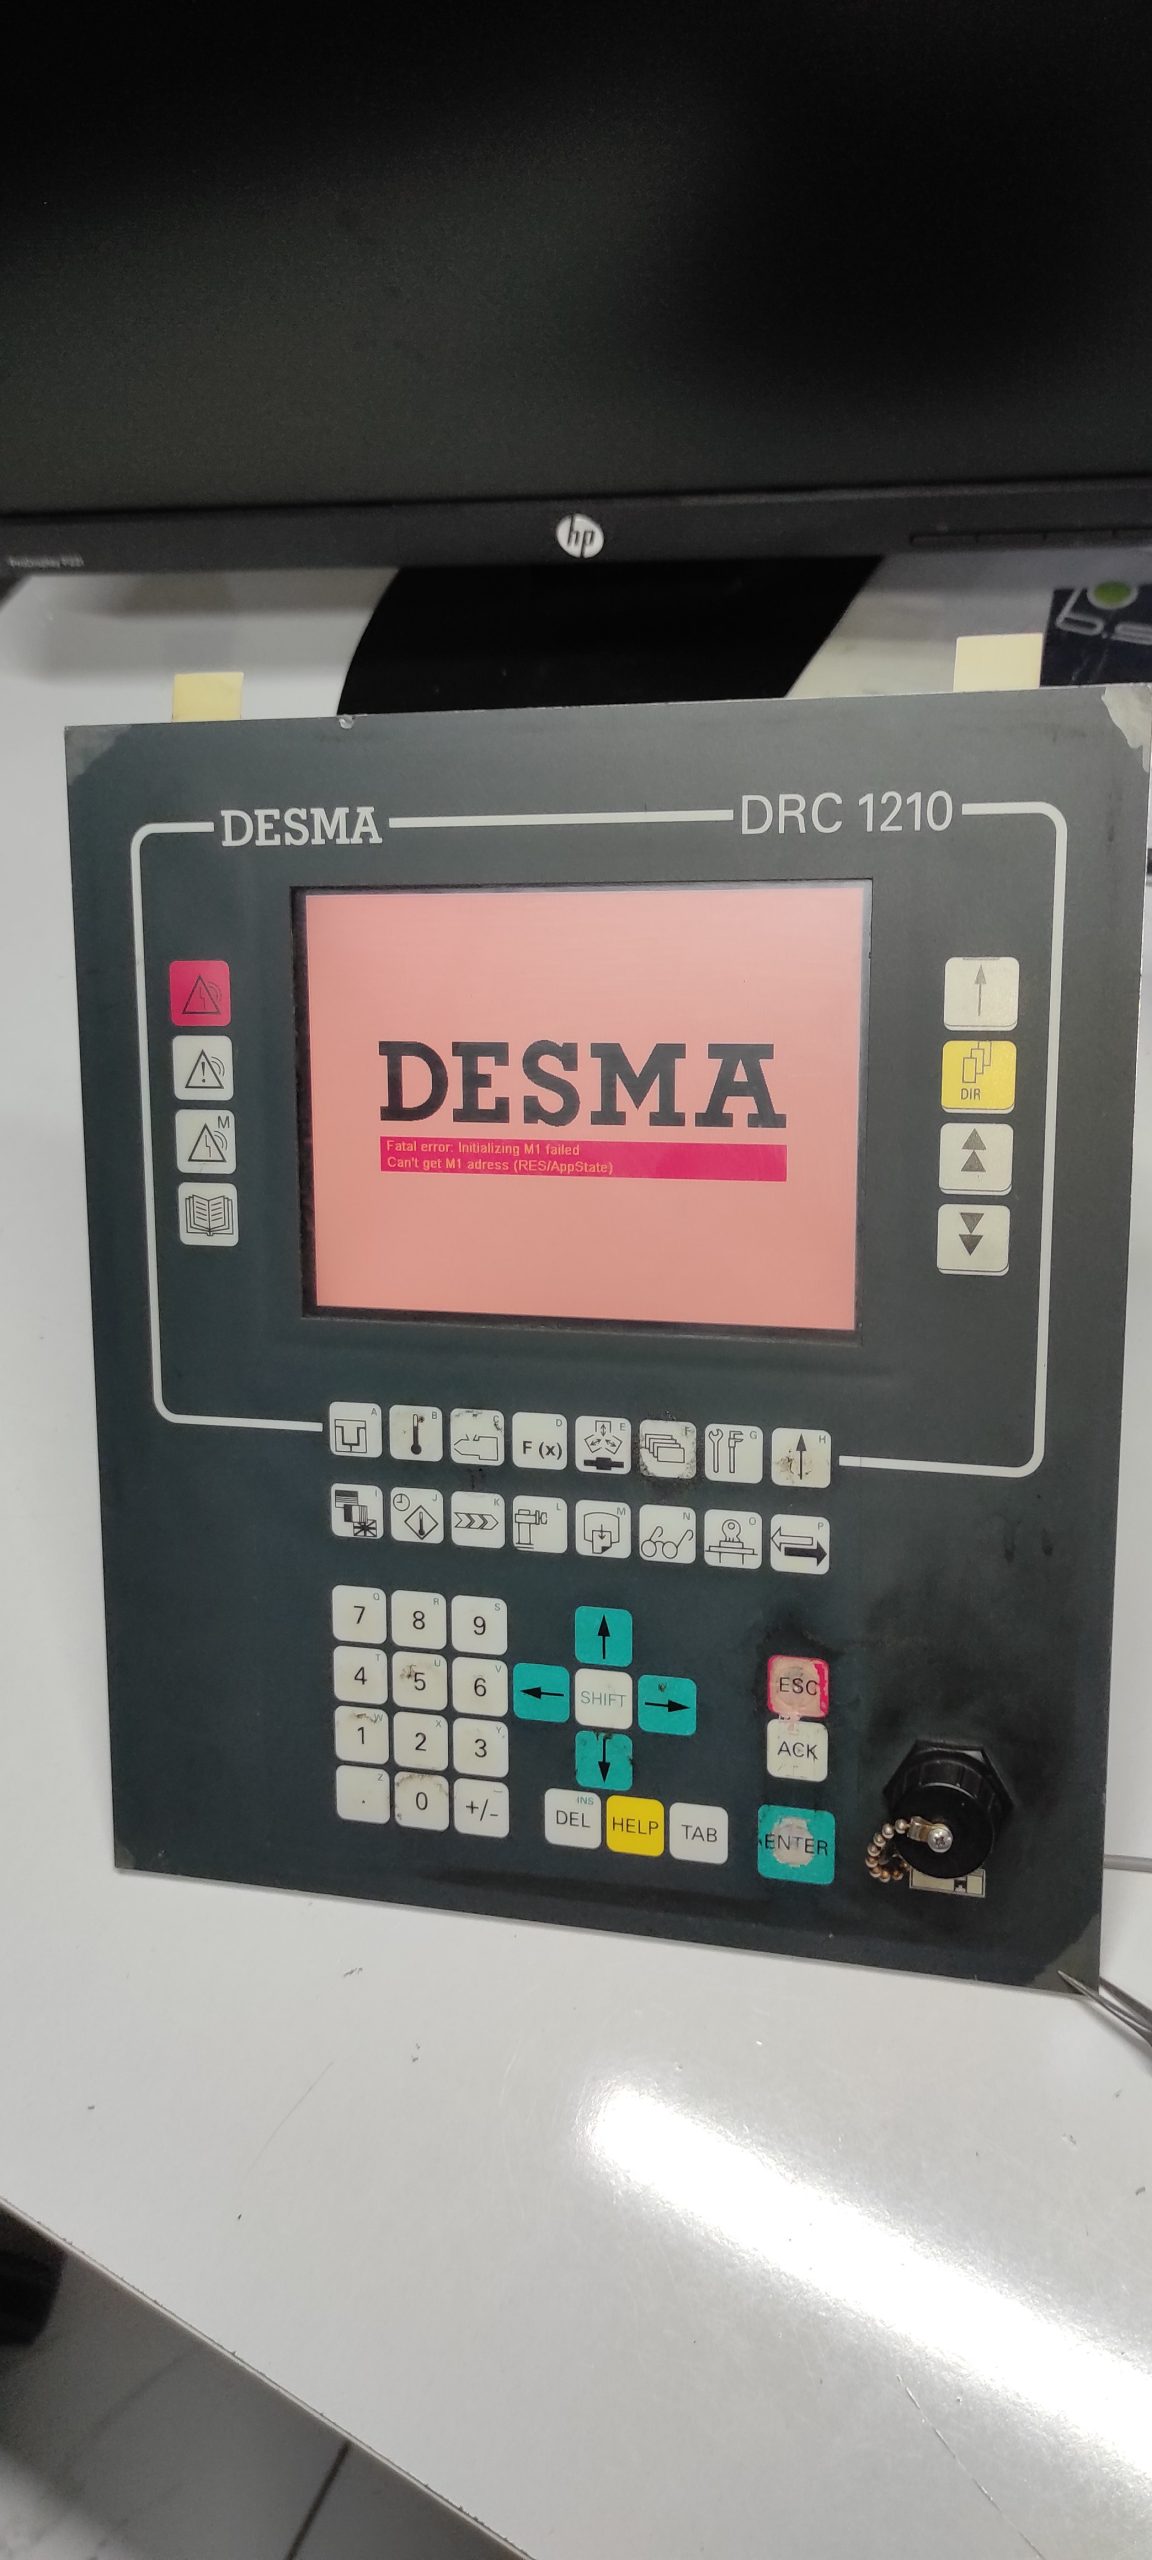 hp
DESMA
DRC 1210
DESMA
Fatal error: Initializing M1 failed
Can't get M1 adress (RES/AppState)
M
DIR
A
B
C
D
F (x)
E
F
G
H
I
J
K
L
M
N
O
P
7 Q
8 R
9 S
4 T
5 U
6 V
SHIFT
ESC
1 W
2 X
3 Y
ACK
. Z
0
+/-
INS
DEL
HELP
TAB
ENTER